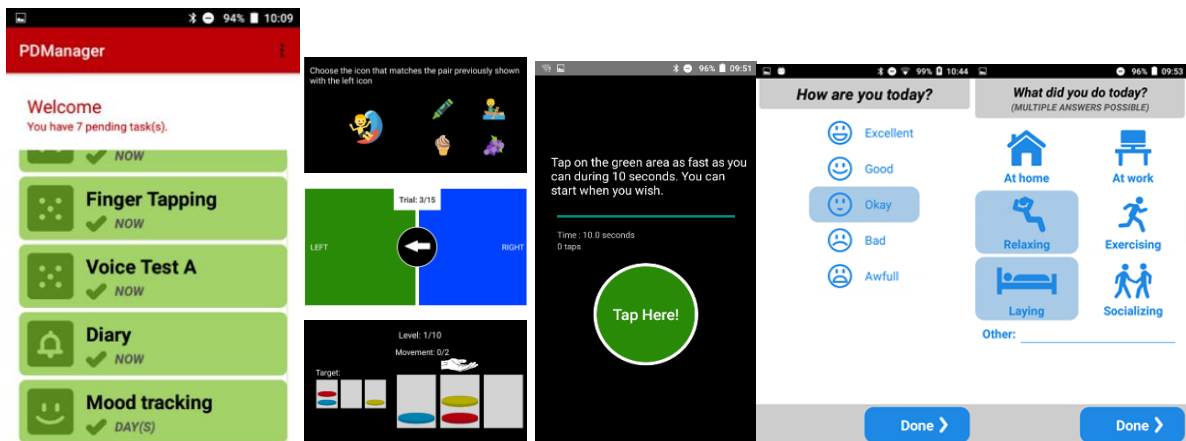 94% 10:09
PDManager
Welcome
You have 7 pending task(s).
NOW
Finger Tapping
NOW
Voice Test A
NOW
Diary
NOW
Mood tracking
DAY(S)
Choose the icon that matches the pair previously shown
with the left icon
Trial: 3/15
LEFT
RIGHT
Level: 1/10
Movement: 0/2
Target:
96% 09:51
Tap on the green area as fast as you
can during 10 seconds. You can
start when you wish.
Time : 10.0 seconds
0 taps
Tap Here!
99% 10:44
How are you today?
Excellent
Good
Okay
Bad
Awfull
Done
96% 09:53
What did you do today?
(MULTIPLE ANSWERS POSSIBLE)
At home
At work
Relaxing
Exercising
Laying
Socializing
Other:
Done